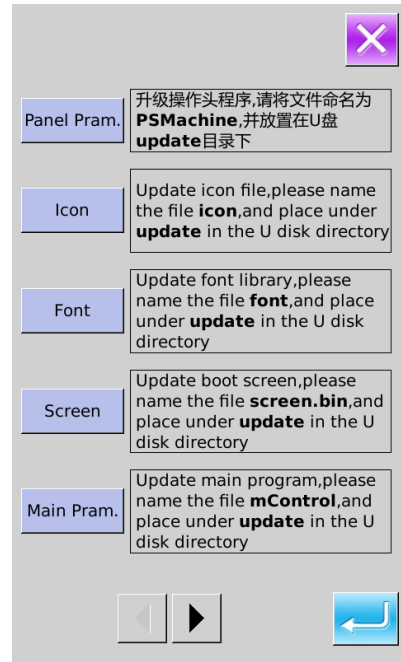 Panel Pram.
升级操作头程序,请将文件命名为
PSMachine,并放置在U盘
update目录下
Icon
Update icon file,please name
the file icon,and place under
update in the U disk directory
Font
Update font library,please
name the file font,and place
under update in the U disk
directory
Screen
Update boot screen,please
name the file screen.bin,and
place under update in the U
disk directory
Main Pram.
Update main program,please
name the file mControl,and
place under update in the U
disk directory